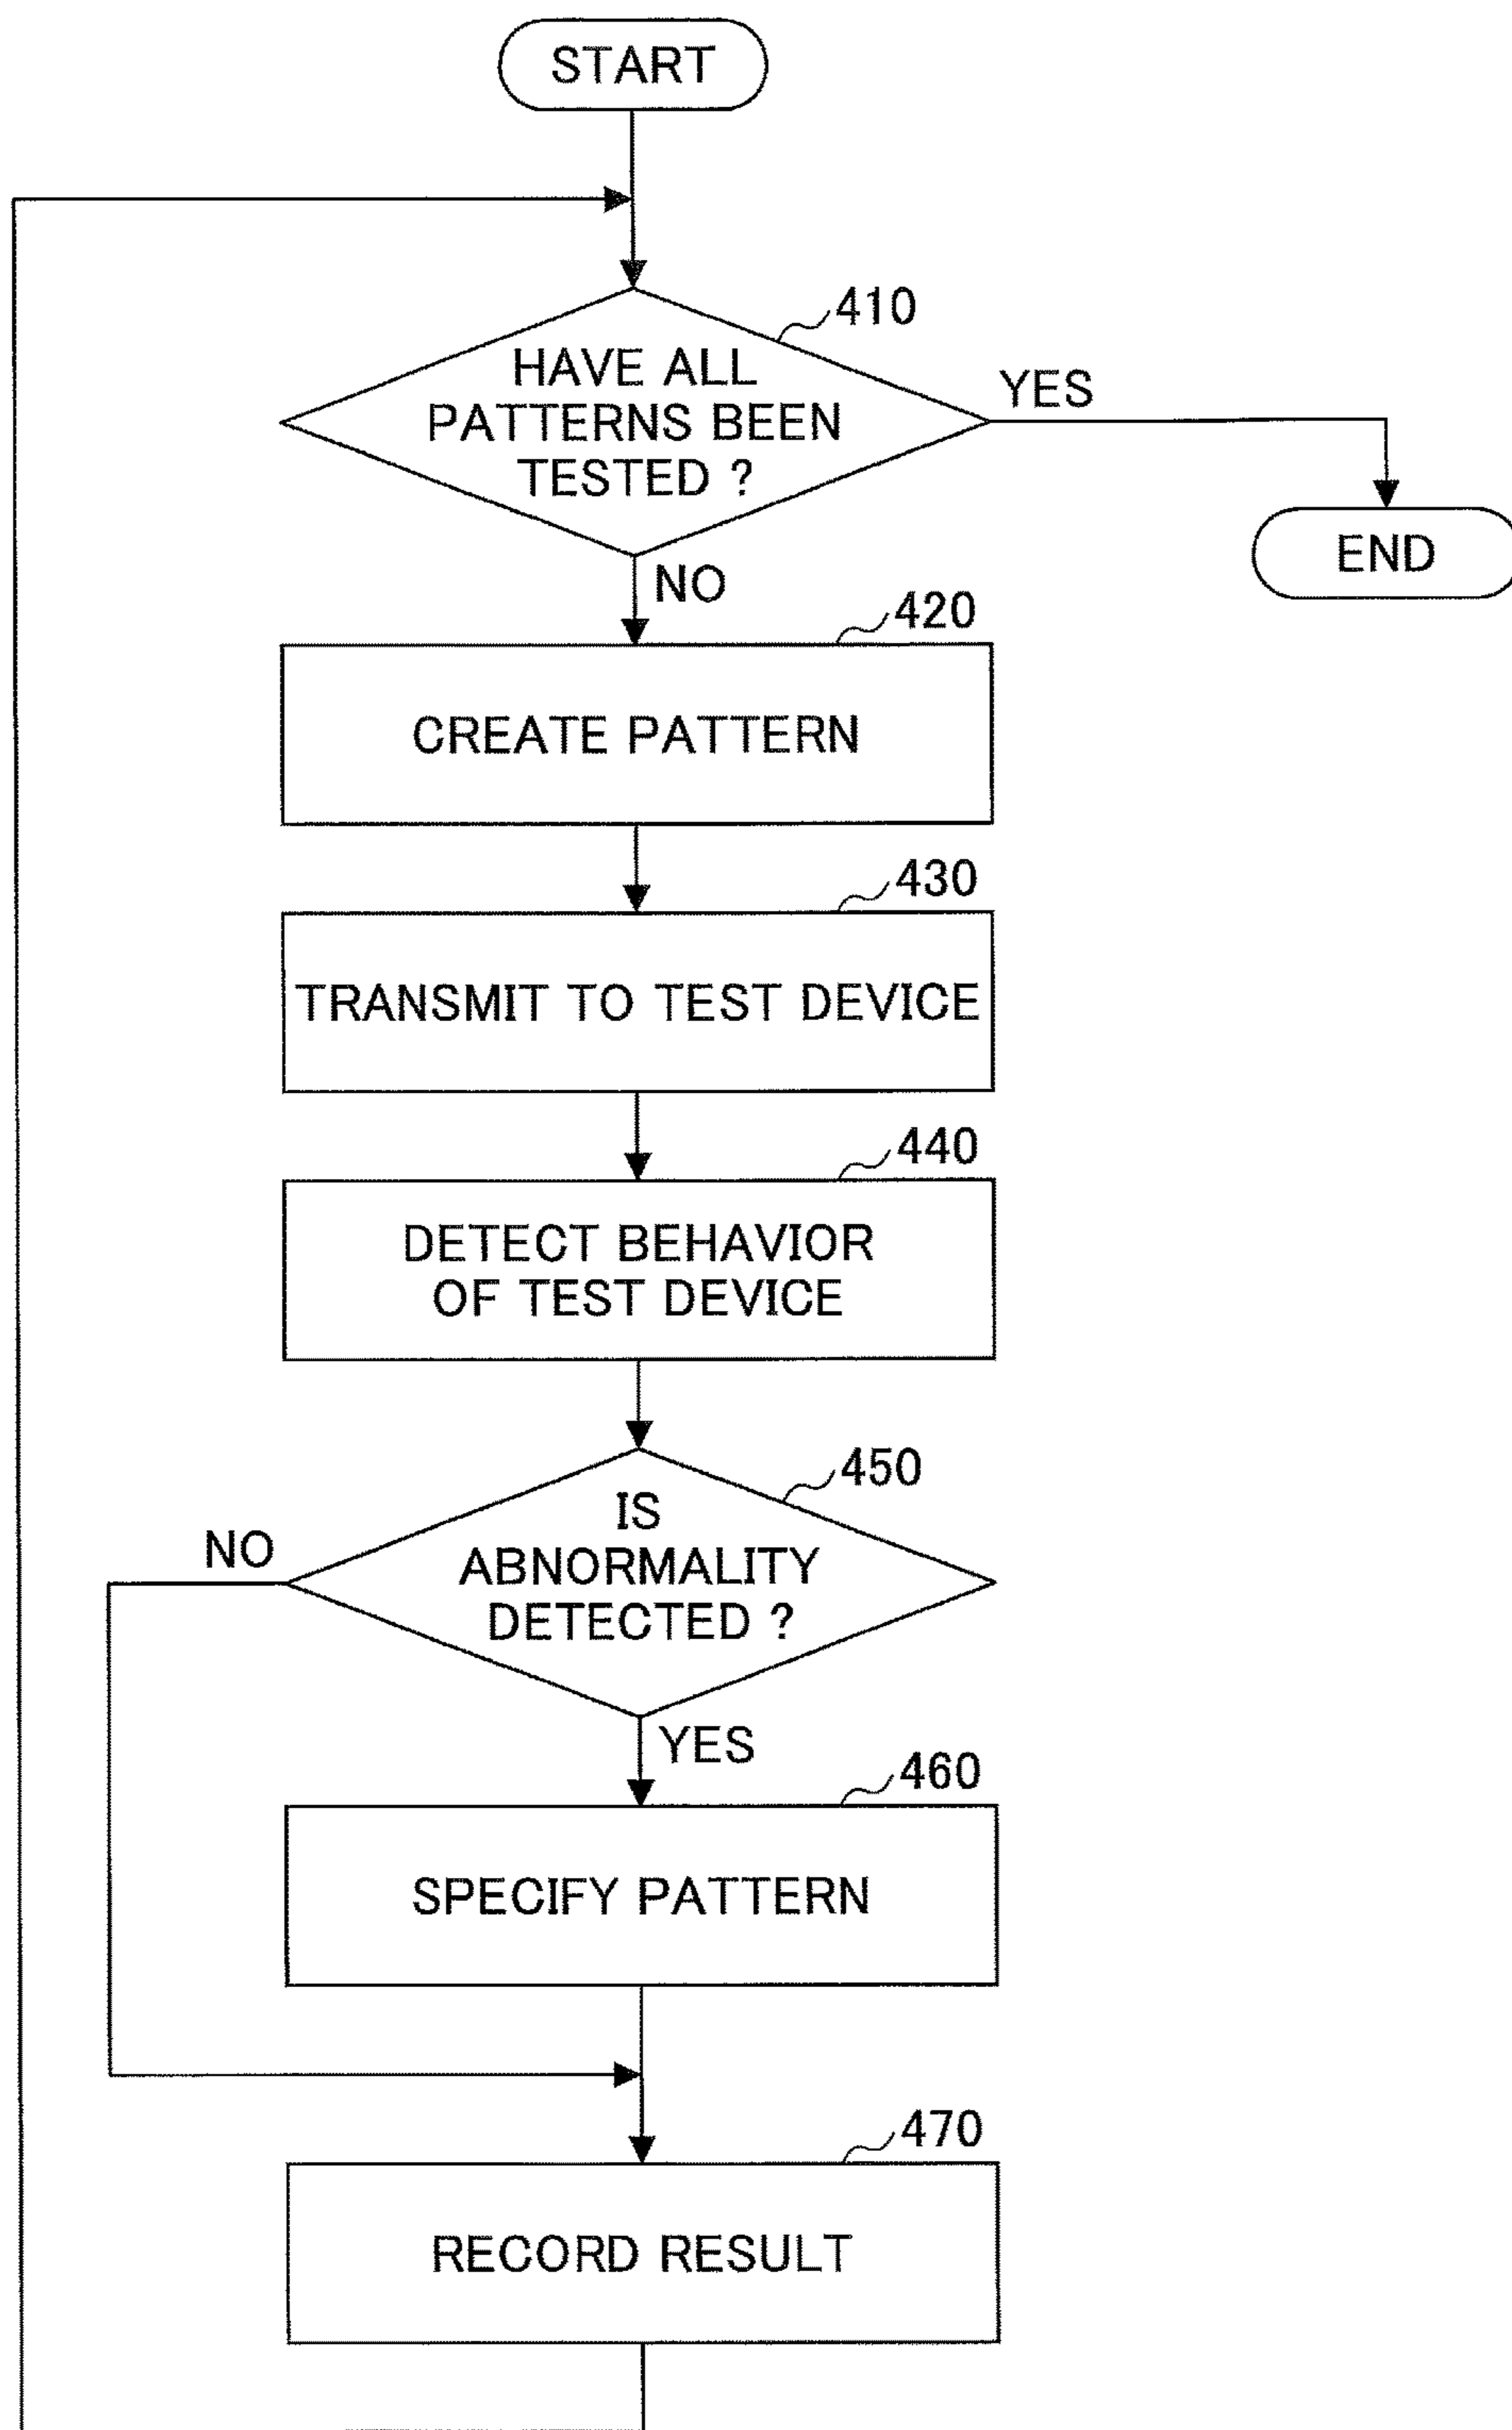 START
410
HAVE ALL
PATTERNS BEEN
TESTED ?
YES
END
NO
420
CREATE PATTERN
430
TRANSMIT TO TEST DEVICE
440
DETECT BEHAVIOR
OF TEST DEVICE
450
IS
ABNORMALITY
DETECTED ?
NO
YES
460
SPECIFY PATTERN
470
RECORD RESULT